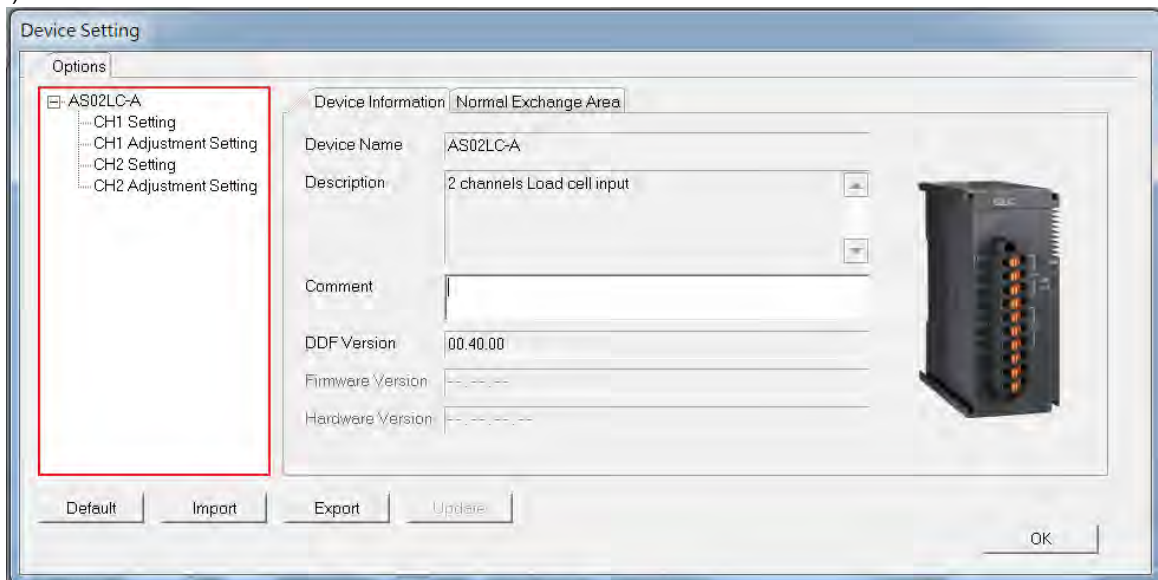 Device Setting
Options
AS02LC-A
CH1 Setting
CH1 Adjustment Setting
CH2 Setting
CH2 Adjustment Setting
Device Information Normal Exchange Area
Device Name AS02LC-A
Description 2 channels Load cell input
Comment
DDF Version 00.40.00
Firmware Version --.--.--
Hardware Version --.--.--.--
Default Import Export Update
OK